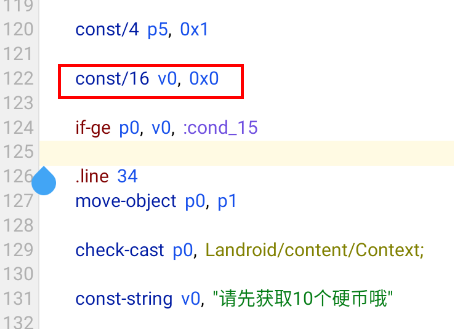 119
120 const/4 p5, 0x1
121
122 const/16 v0, 0x0
123
124 if-ge p0, v0, :cond_15
125
126 .line 34
127 move-object p0, p1
128
129 check-cast p0, Landroid/content/Context;
130
131 const-string v0, "请先获取10个硬币哦"
132